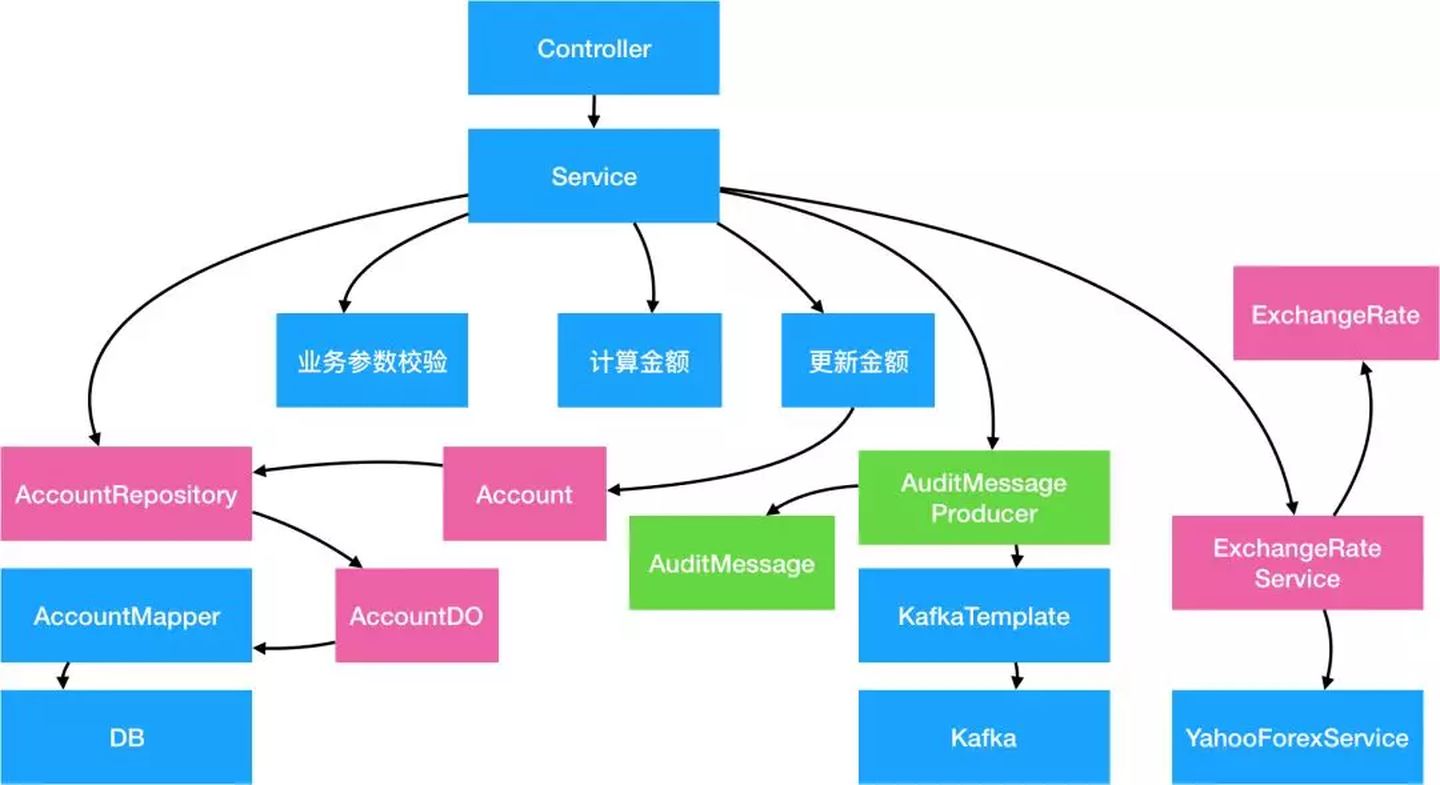 Controller
Service
ExchangeRate
业务参数校验
计算金额
更新金额
AccountRepository
Account
AuditMessage
Producer
AuditMessage
ExchangeRate
Service
AccountMapper
AccountDO
KafkaTemplate
DB
Kafka
YahooForexService